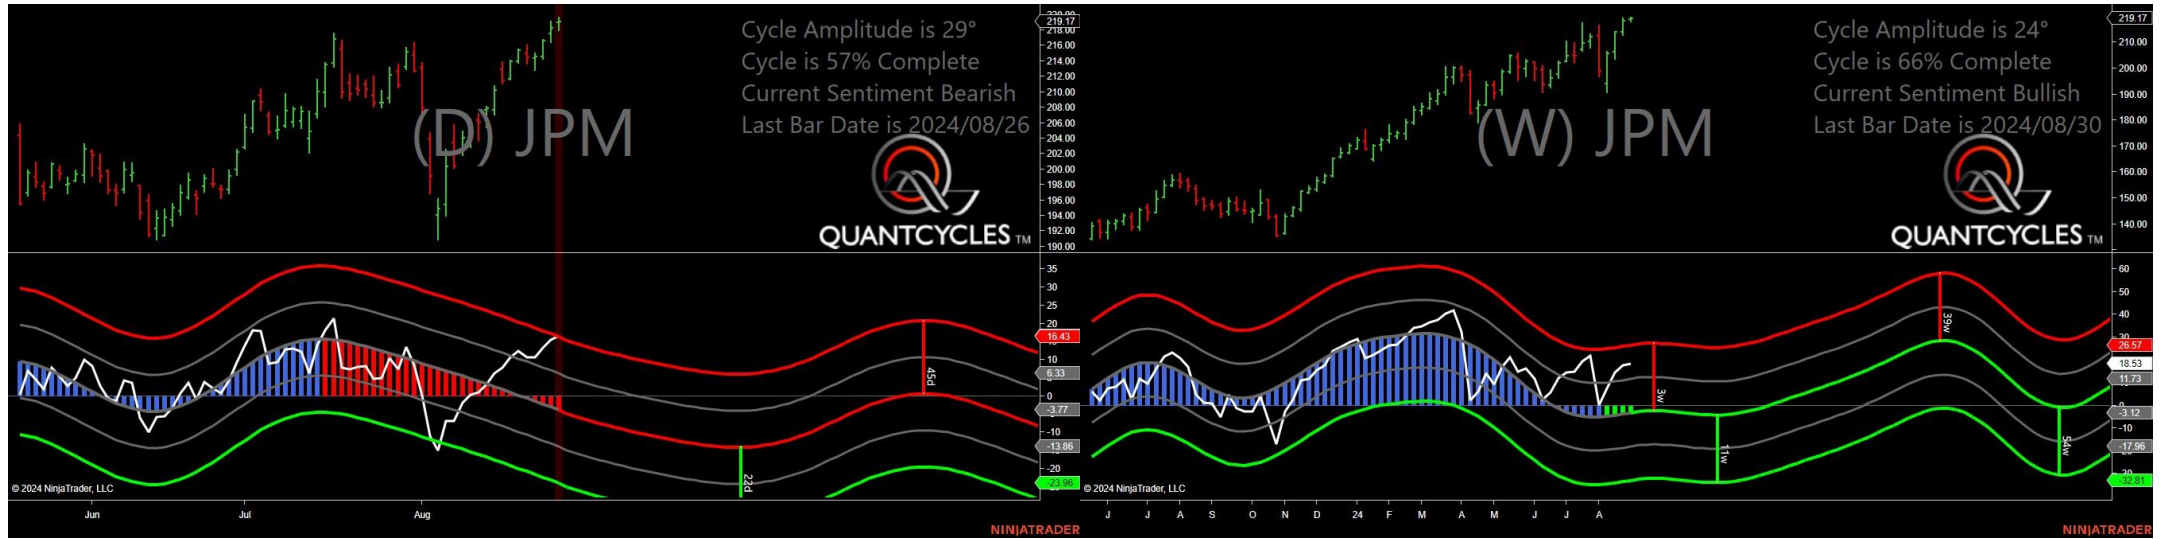 Cycle Amplitude is 29°
Cycle is 57% Complete
Current Sentiment Bearish
Last Bar Date is 2024/08/26
(D) JPM
QUANTCYCLES TM
219.17
218.00
216.00
214.00
212.00
210.00
208.00
206.00
204.00
202.00
200.00
198.00
196.00
194.00
192.00
190.00
35
30
25
20
16.43
10
6.33
0
-3.77
-10
-13.86
-20
-23.96
45d
22d
© 2024 NinjaTrader, LLC
Jun Jul Aug
NINJATRADER
Cycle Amplitude is 24°
Cycle is 66% Complete
Current Sentiment Bullish
Last Bar Date is 2024/08/30
(W) JPM
QUANTCYCLES TM
219.17
210.00
200.00
190.00
180.00
170.00
160.00
150.00
140.00
60
50
40
30
26.57
18.53
11.73
-3.12
-10
-17.96
-32.81
39w
3w
11w
54w
© 2024 NinjaTrader, LLC
J J A S O N D 24 F M A M J J A
NINJATRADER